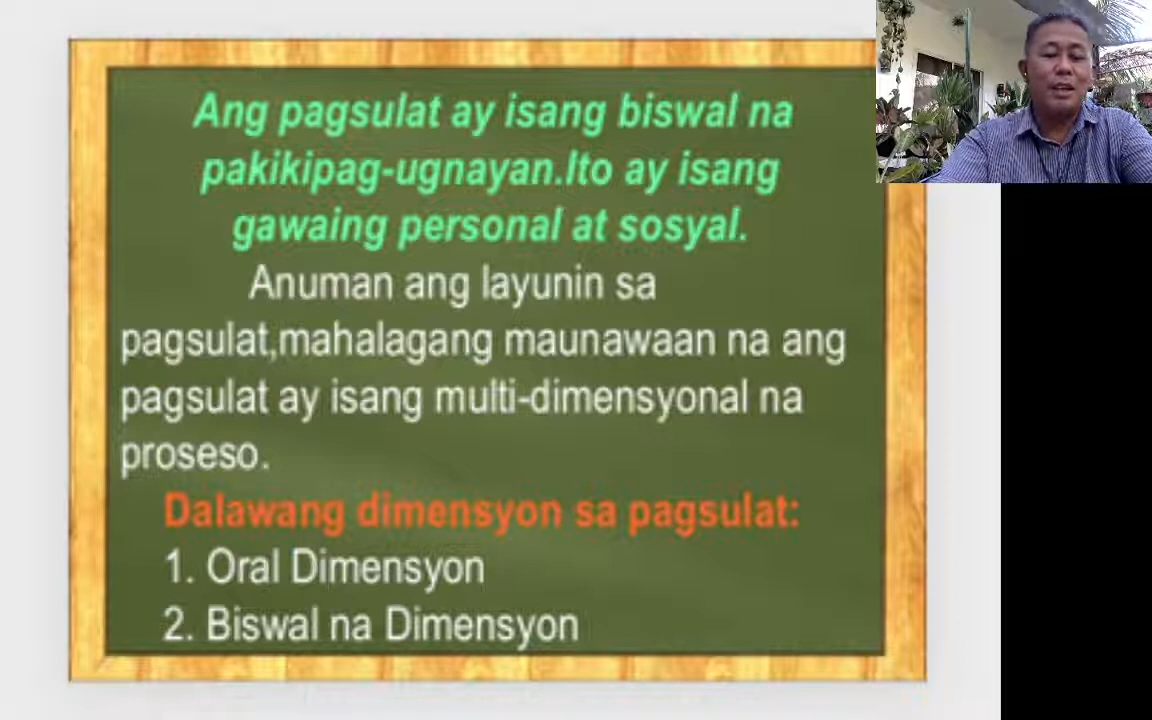 Ang pagsulat ay isang biswal na
pakikipag-ugnayan.Ito ay isang
gawaing personal at sosyal.
Anuman ang layunin sa
pagsulat,mahalagang maunawaan na ang
pagsulat ay isang multi-dimensyonal na
proseso.
Dalawang dimensyon sa pagsulat:
1. Oral Dimensyon
2. Biswal na Dimensyon